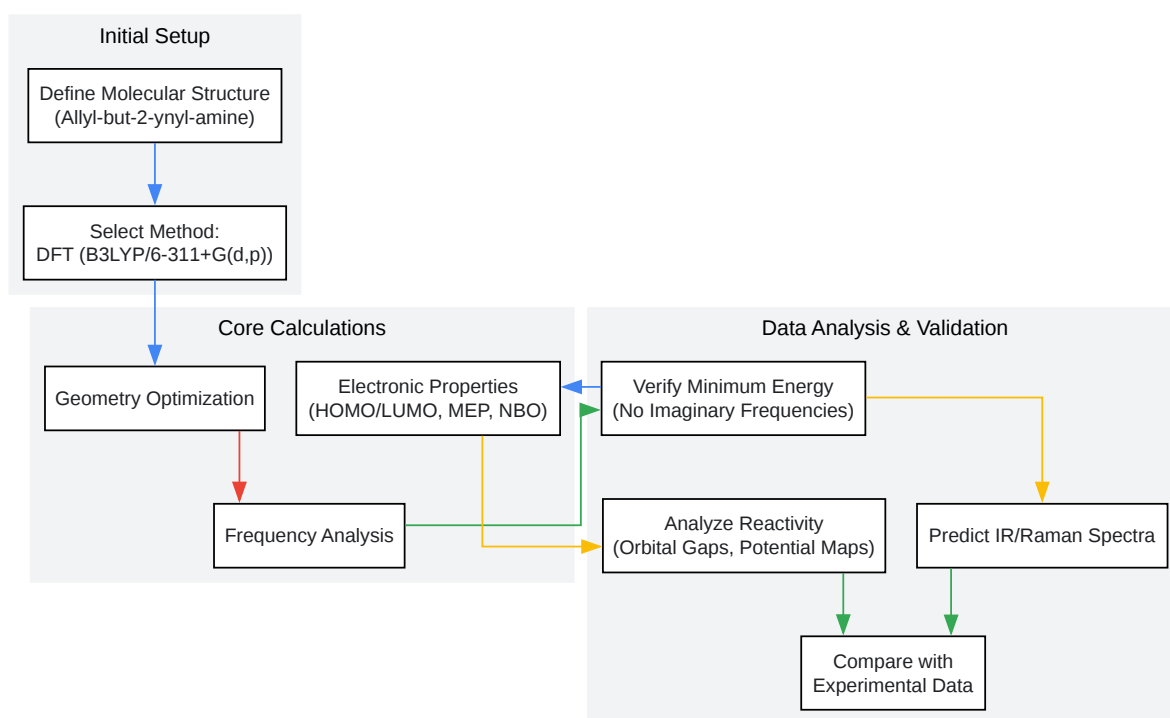 Initial Setup
Define Molecular Structure
(Allyl-but-2-ynyl-amine)
Select Method:
DFT (B3LYP/6-311+G(d,p))
Core Calculations
Geometry Optimization
Electronic Properties
(HOMO/LUMO, MEP, NBO)
Frequency Analysis
Data Analysis & Validation
Verify Minimum Energy
(No Imaginary Frequencies)
Analyze Reactivity
(Orbital Gaps, Potential Maps)
Predict IR/Raman Spectra
Compare with
Experimental Data